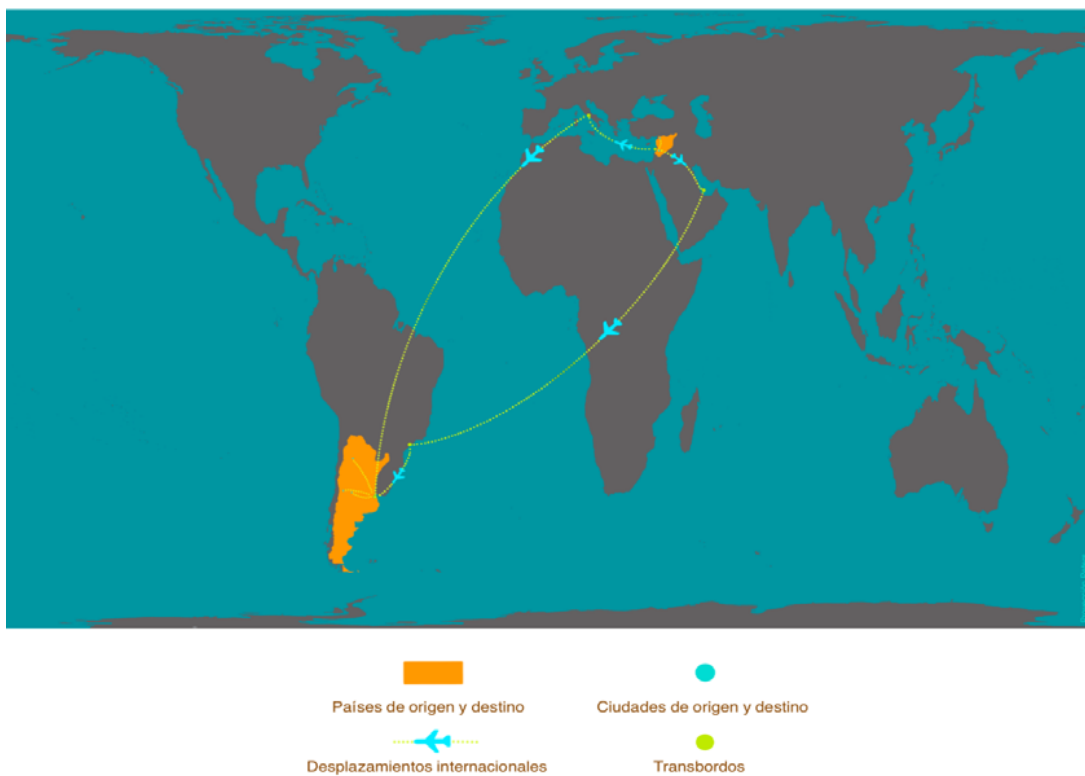 Países de origen y destino
Ciudades de origen y destino
Desplazamientos internacionales
Transbordos